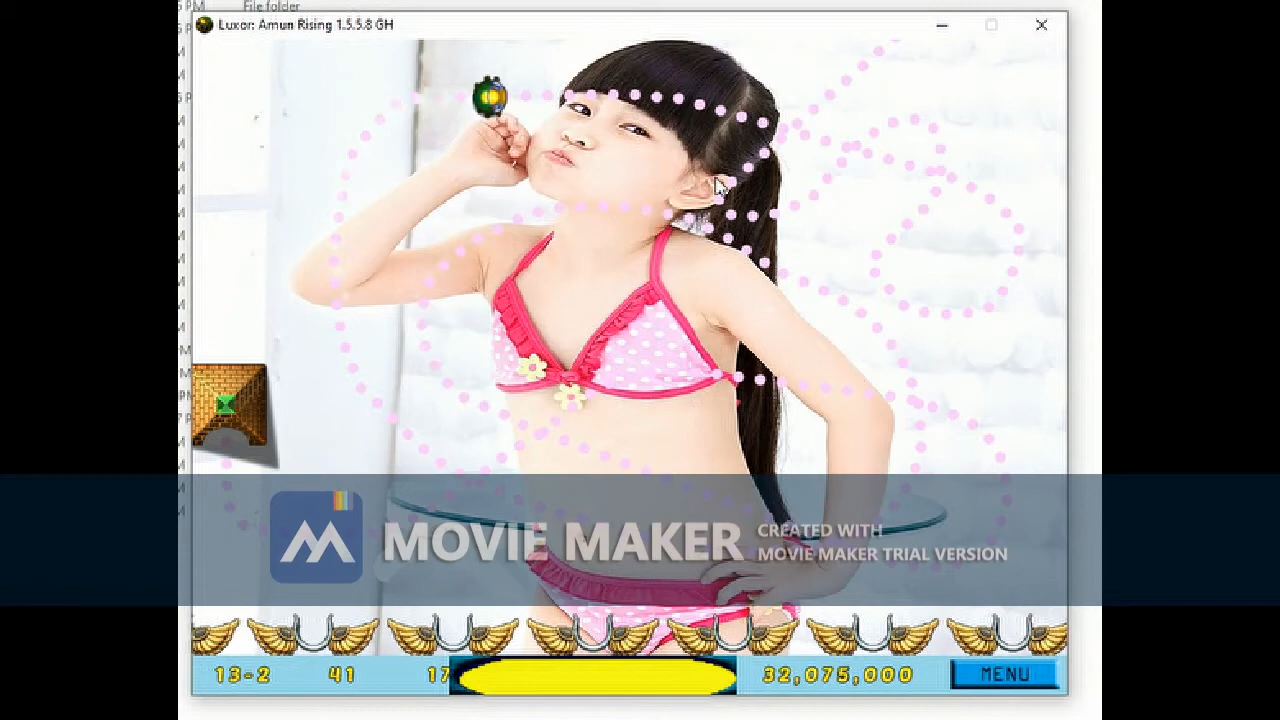 File folder
Luxor: Amun Rising 1.5.5.8 GH
MOVIE MAKER
CREATED WITH
MOVIE MAKER TRIAL VERSION
13-2 41 17 32,075,000 MENU